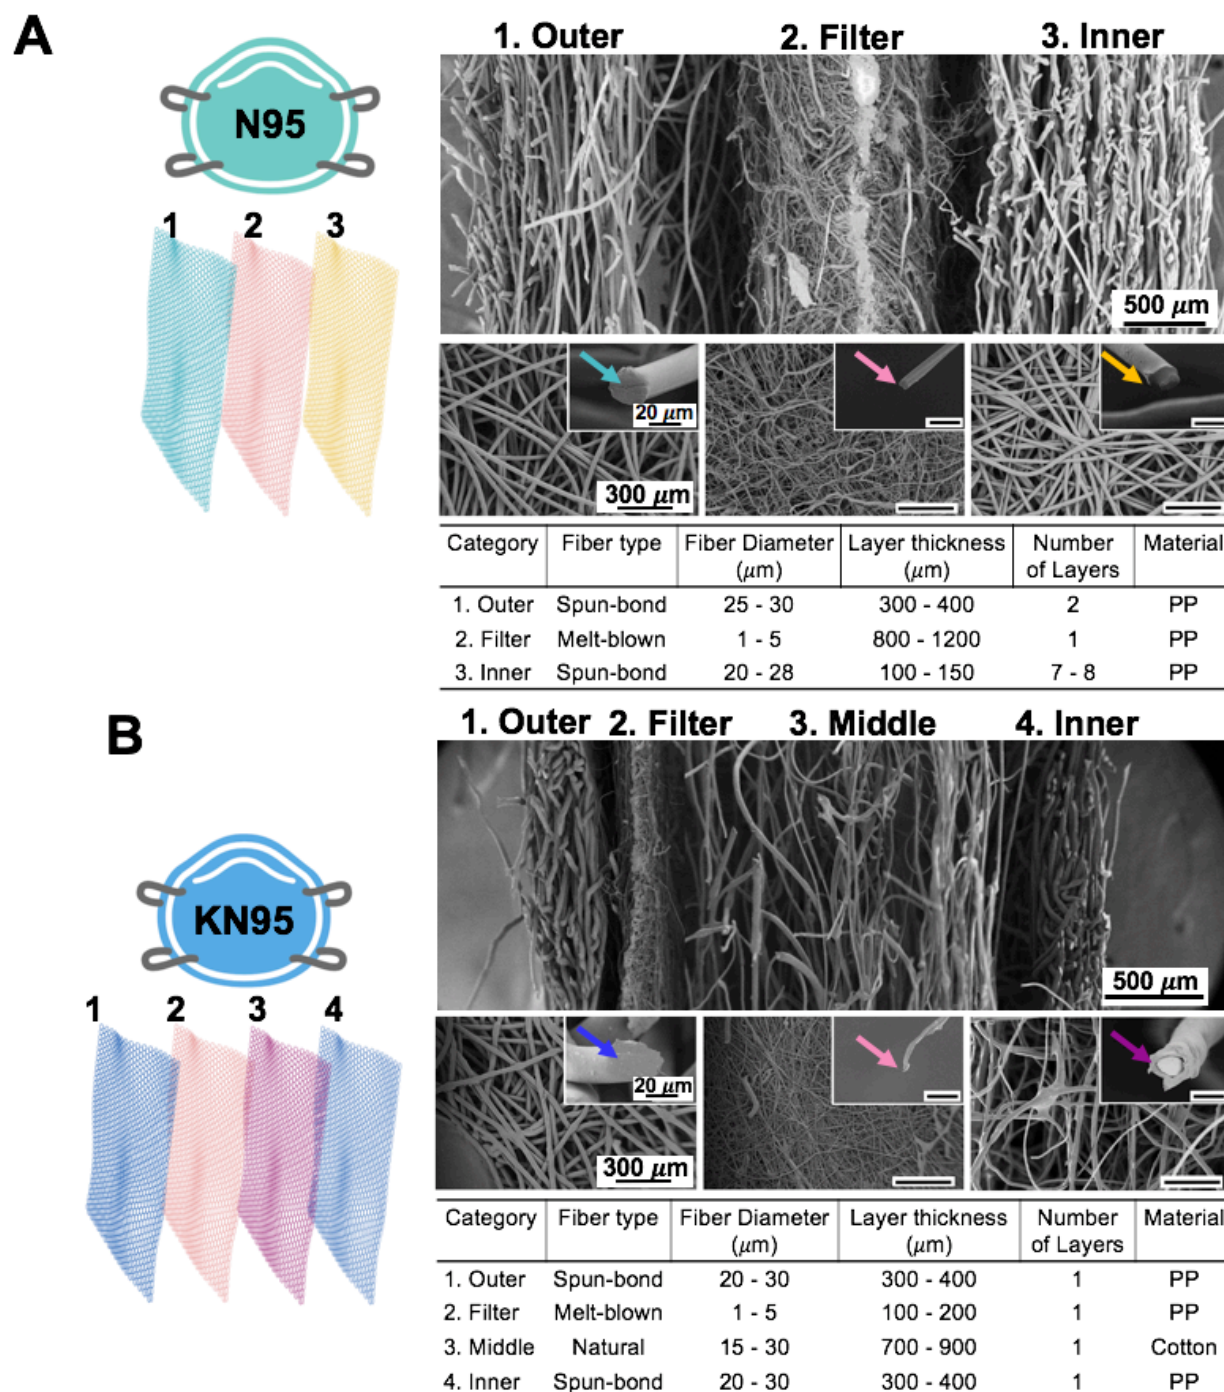 A
N95
1 2 3
1. Outer 2. Filter 3. Inner
500 μm
20 μm
300 μm
Category Fiber type Fiber Diameter (μm) Layer thickness (μm) Number of Layers Material
1. Outer Spun-bond 25 - 30 300 - 400 2 PP
2. Filter Melt-blown 1 - 5 800 - 1200 1 PP
3. Inner Spun-bond 20 - 28 100 - 150 7 - 8 PP
B
KN95
1 2 3 4
1. Outer 2. Filter 3. Middle 4. Inner
500 μm
20 μm
300 μm
Category Fiber type Fiber Diameter (μm) Layer thickness (μm) Number of Layers Material
1. Outer Spun-bond 20 - 30 300 - 400 1 PP
2. Filter Melt-blown 1 - 5 100 - 200 1 PP
3. Middle Natural 15 - 30 700 - 900 1 Cotton
4. Inner Spun-bond 20 - 30 300 - 400 1 PP